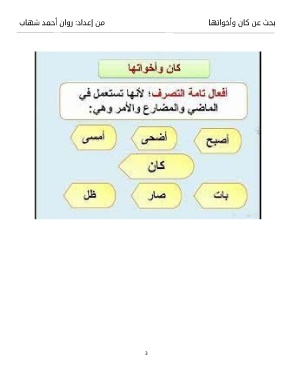 بحث عن كان وأخواتها
من إعداد: روان أحمد شهاب
كان وأخواتها
أفعال تامة التصرف؛ لأنها تستعمل في
الماضي والمضارع والأمر وهي:
أصبح
أضحى
أمسى
كان
بات
صار
ظل